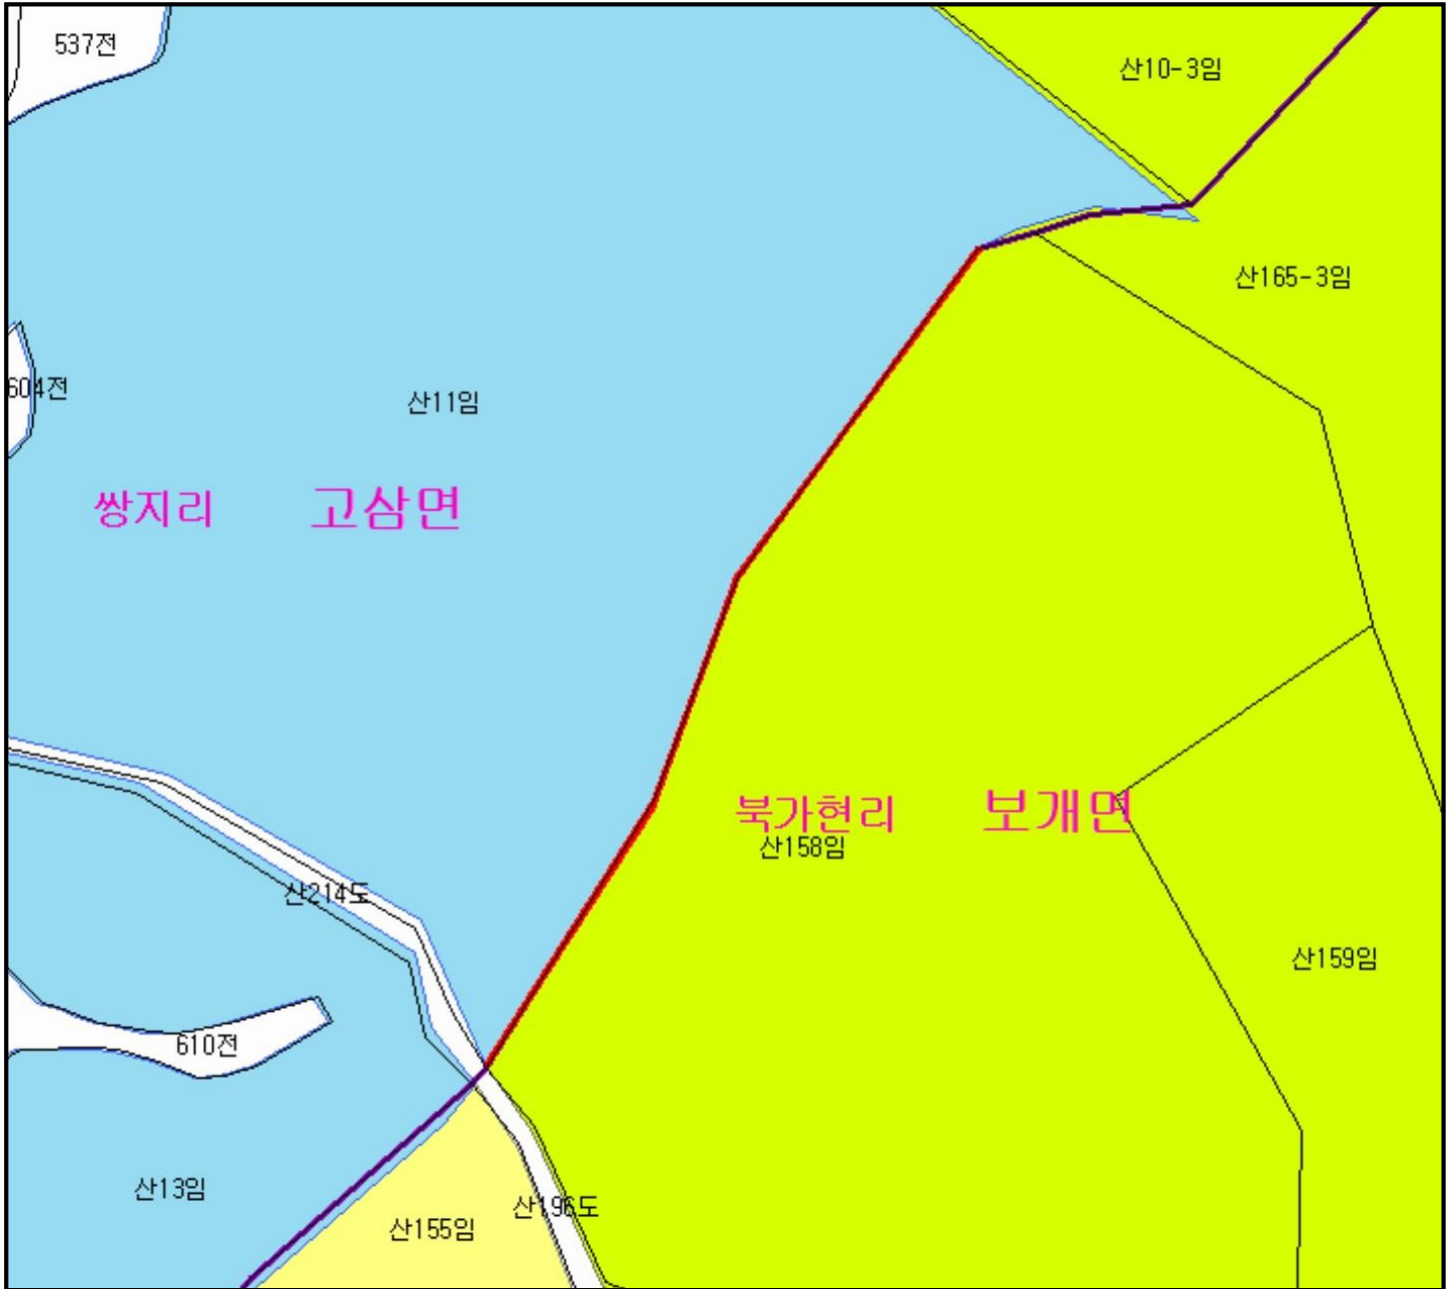 537전
산10-3임
산165-3임
604전
산11임
쌍지리 고삼면
북가현리 보개면
산158임
산214도
산159임
610전
산13임
산196도
산155임